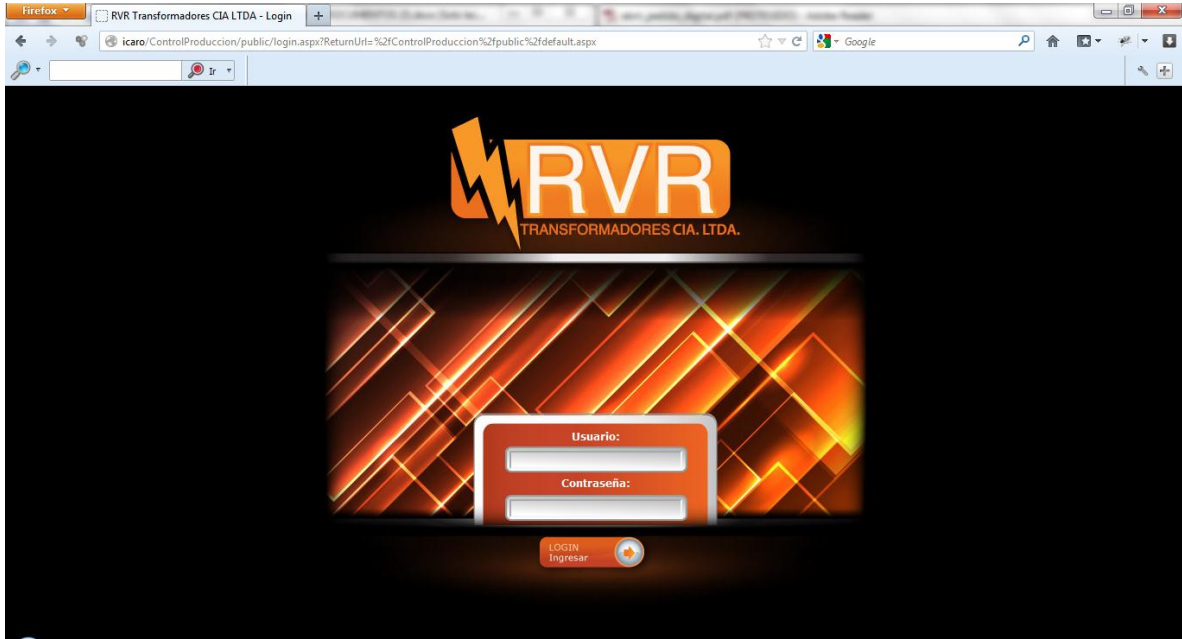 Firefox
RVR Transformadores CIA LTDA - Login
icaro/ControlProduccion/public/login.aspx?ReturnUrl=%2fControlProduccion%2fpublic%2fdefault.aspx
Google
Ir
RVR
TRANSFORMADORES CIA. LTDA.
Usuario:
Contraseña:
LOGIN
Ingresar